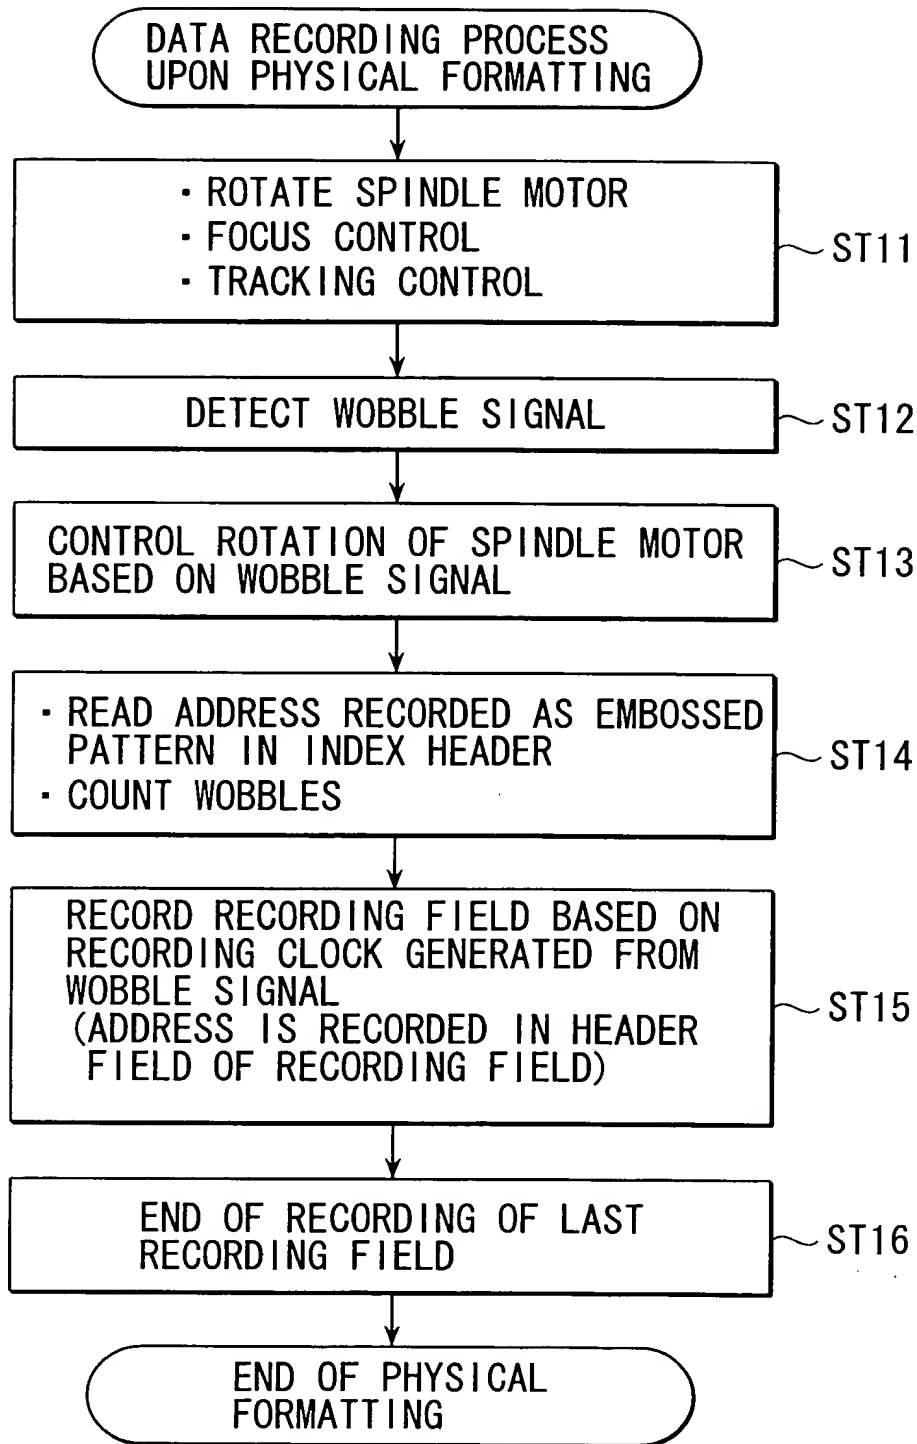 DATA RECORDING PROCESS
UPON PHYSICAL FORMATTING
· ROTATE SPINDLE MOTOR
· FOCUS CONTROL
· TRACKING CONTROL
ST11
DETECT WOBBLE SIGNAL
ST12
CONTROL ROTATION OF SPINDLE MOTOR
BASED ON WOBBLE SIGNAL
ST13
· READ ADDRESS RECORDED AS EMBOSSED
PATTERN IN INDEX HEADER
· COUNT WOBBLES
ST14
RECORD RECORDING FIELD BASED ON
RECORDING CLOCK GENERATED FROM
WOBBLE SIGNAL
(ADDRESS IS RECORDED IN HEADER
FIELD OF RECORDING FIELD)
ST15
END OF RECORDING OF LAST
RECORDING FIELD
ST16
END OF PHYSICAL
FORMATTING